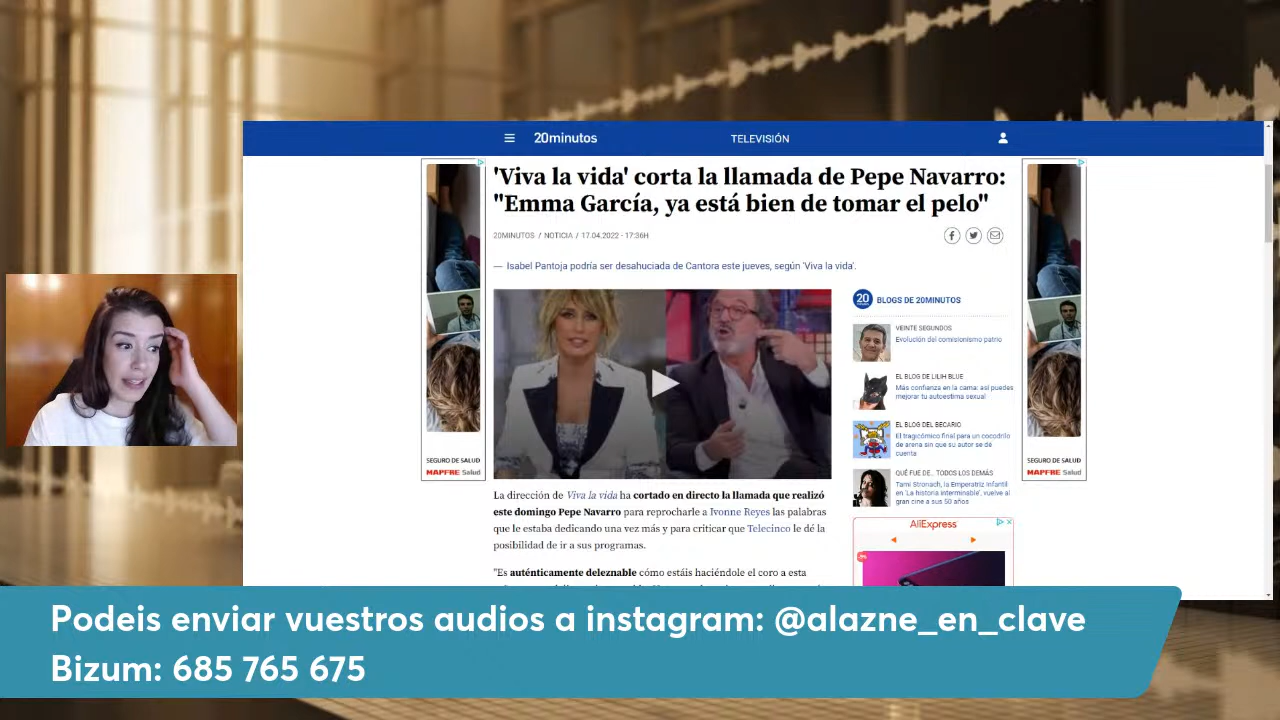 20minutos
TELEVISIÓN
'Viva la vida' corta la llamada de Pepe Navarro:
"Emma García, ya está bien de tomar el pelo"
20MINUTOS / NOTICIA / 17.04.2022 - 17:36H
— Isabel Pantoja podría ser desahuciada de Cantora este jueves, según 'Viva la vida'.
20 BLOGS DE 20MINUTOS
VEINTE SEGUNDOS
Evolución del comisionismo patrio
EL BLOG DE LILIH BLUE
Más confianza en la cama: así puedes
mejorar tu autoestima sexual
EL BLOG DEL BECARIO
El tragicómico final para un cocodrilo
de arena sin que su autor se dé
cuenta
QUÉ FUE DE... TODOS LOS DEMÁS
Tami Stronach, la Emperatriz Infantil
en 'La historia interminable', vuelve al
gran cine a sus 50 años
SEGURO DE SALUD
MAPFRE Salud
SEGURO DE SALUD
MAPFRE Salud
La dirección de Viva la vida ha cortado en directo la llamada que realizó
este domingo Pepe Navarro para reprocharle a Ivonne Reyes las palabras
que le estaba dedicando una vez más y para criticar que Telecinco le dé la
posibilidad de ir a sus programas.
"Es auténticamente deleznable cómo estáis haciéndole el coro a esta
AliExpress
Podeis enviar vuestros audios a instagram: @alazne_en_clave
Bizum: 685 765 675